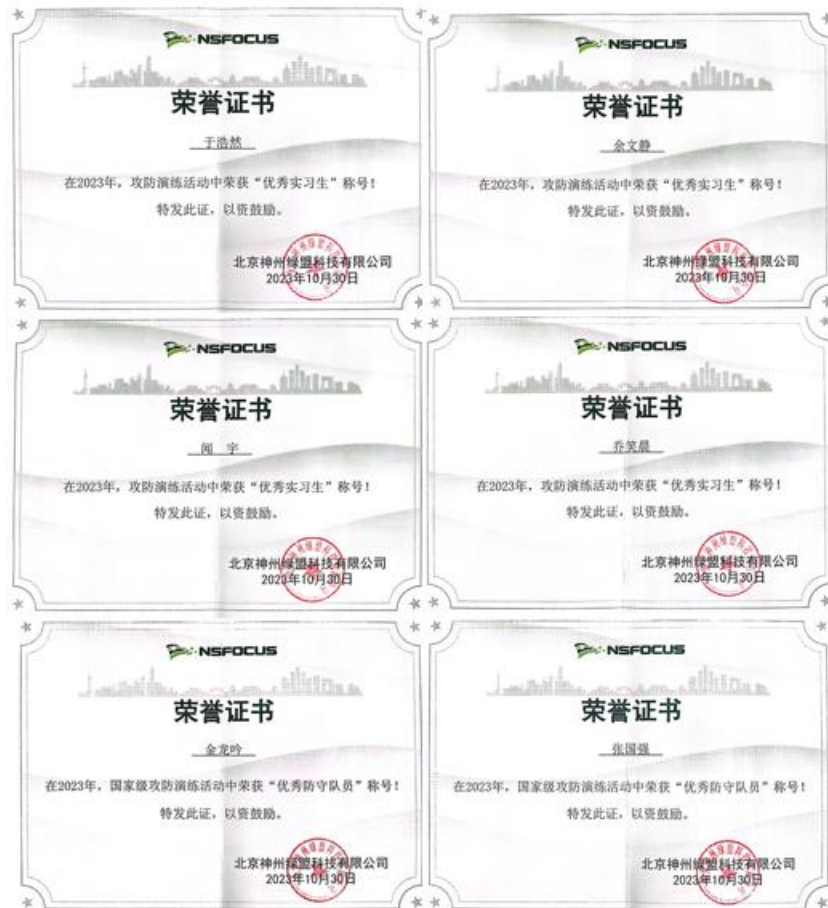 NSFOCUS
荣誉证书
于浩然
在2023年，攻防演练活动中荣获“优秀实习生”称号！
特发此证，以资鼓励。
北京神州绿盟科技有限公司
2023年10月30日
NSFOCUS
荣誉证书
余文静
在2023年，攻防演练活动中荣获“优秀实习生”称号！
特发此证，以资鼓励。
北京神州绿盟科技有限公司
2023年10月30日
NSFOCUS
荣誉证书
闻 宇
在2023年，攻防演练活动中荣获“优秀实习生”称号！
特发此证，以资鼓励。
北京神州绿盟科技有限公司
2023年10月30日
NSFOCUS
荣誉证书
乔笑晨
在2023年，攻防演练活动中荣获“优秀实习生”称号！
特发此证，以资鼓励。
北京神州绿盟科技有限公司
2023年10月30日
NSFOCUS
荣誉证书
金龙吟
在2023年，国家级攻防演练活动中荣获“优秀防守队员”称号！
特发此证，以资鼓励。
北京神州绿盟科技有限公司
2023年10月30日
NSFOCUS
荣誉证书
张国强
在2023年，国家级攻防演练活动中荣获“优秀防守队员”称号！
特发此证，以资鼓励。
北京神州绿盟科技有限公司
2023年10月30日